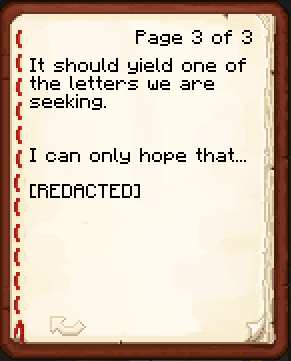 Page 3 of 3
It should yield one of
the letters we are
seeking.
I can only hope that...
[REDACTED]